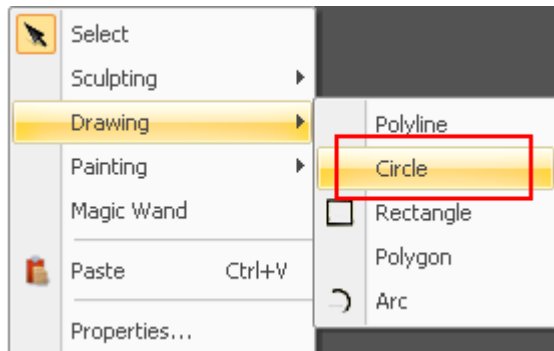 Select
Sculpting
Drawing
Painting
Magic Wand
Paste Ctrl+V
Properties...
Polyline
Circle
Rectangle
Polygon
Arc